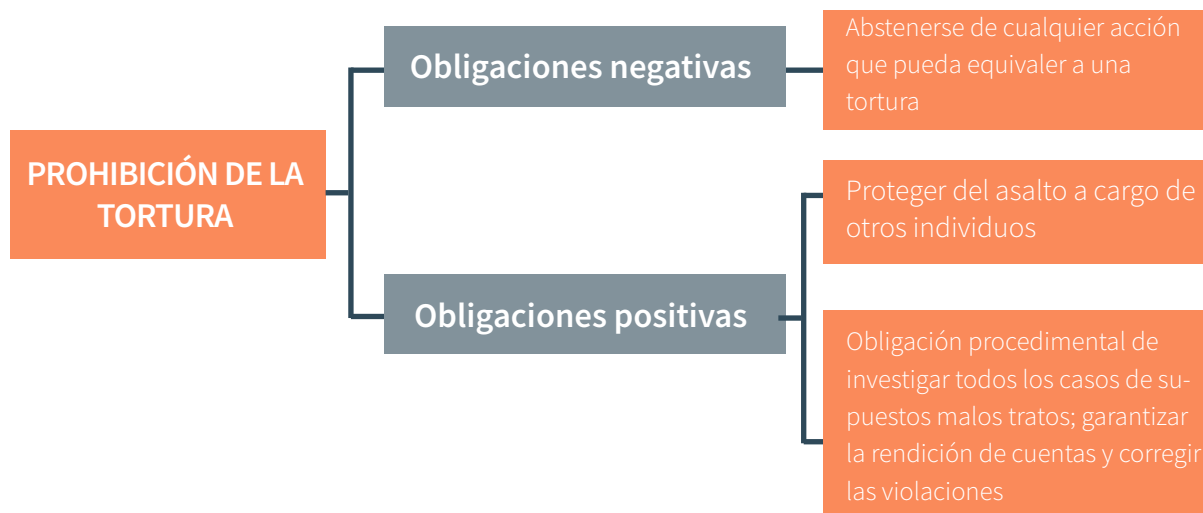 PROHIBICIÓN DE LA
TORTURA
Obligaciones negativas
Abstenerse de cualquier acción
que pueda equivaler a una
tortura
Obligaciones positivas
Proteger del asalto a cargo de
otros individuos
Obligación procedimental de
investigar todos los casos de su-
puestos malos tratos; garantizar
la rendición de cuentas y corregir
las violaciones